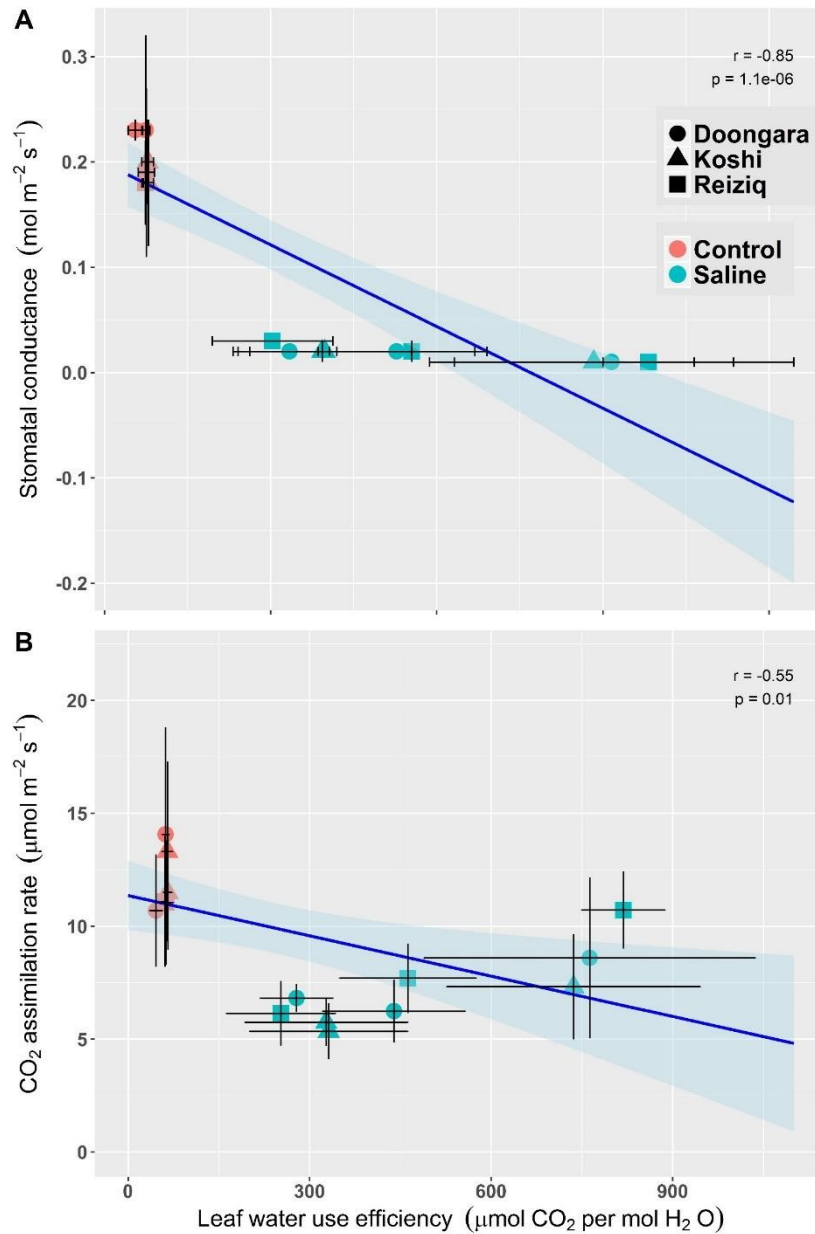 A
r = -0.85
p = 1.1e-06
Doongara
Koshi
Reiziq
Control
Saline
0.3
0.2
0.1
0.0
-0.1
-0.2
Stomatal conductance (mol m⁻² s⁻¹)
B
r = -0.55
p = 0.01
20
15
10
5
0
CO₂ assimilation rate (μmol m⁻² s⁻¹)
0 300 600 900
Leaf water use efficiency (μmol CO₂ per mol H₂ O)